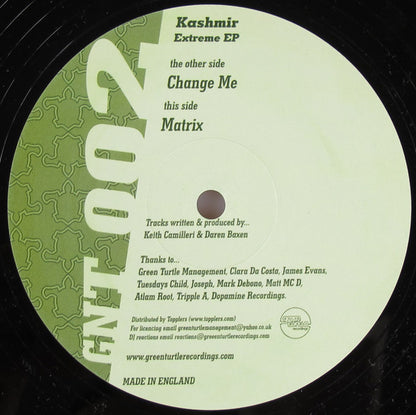 Kashmir
Extreme EP
the other side
Change Me
this side
Matrix
GNT 002
Tracks written & produced by...
Keith Camilleri & Daren Baxen
Thanks to...
Green Turtle Management, Clara Da Costa, James Evans,
Tuesdays Child, Joseph, Mark Debono, Matt MC D,
Atlam Root, Tripple A, Dopamine Recordings.
Distributed by Topplers (www.topplers.com)
For licencing email greenturtlemanagement@yahoo.co.uk
DJ reactions email reactions@greenturtlerecordings.com
www.greenturtlerecordings.com
MADE IN ENGLAND